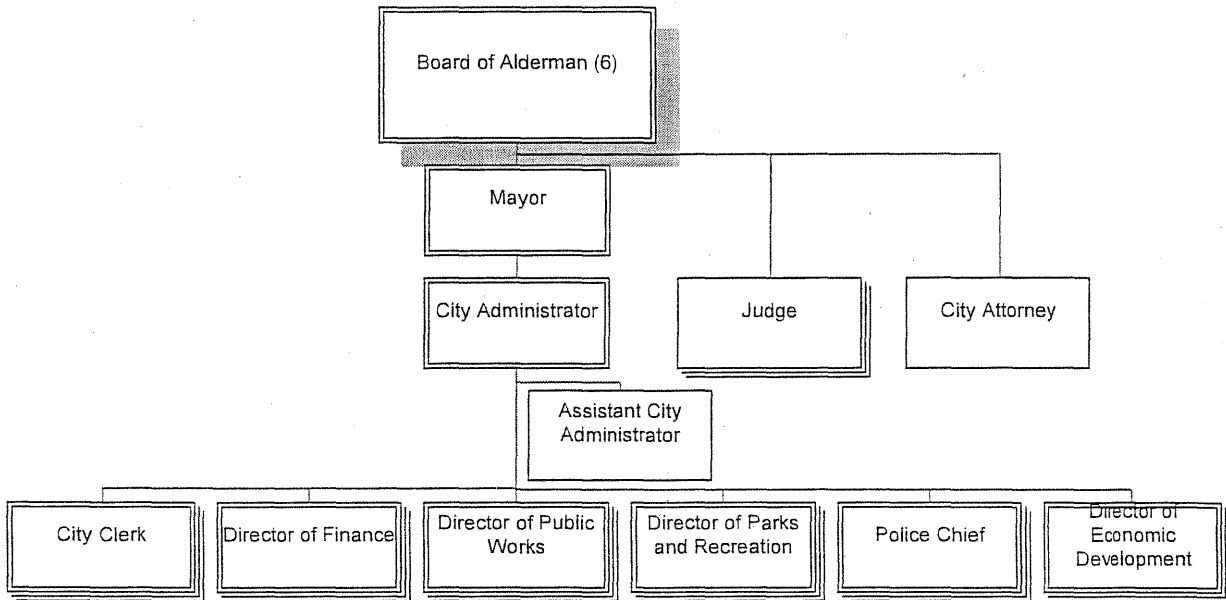 Board of Alderman (6)
Mayor
City Administrator
Judge
City Attorney
Assistant City
Administrator
City Clerk
Director of Finance
Director of Public
Works
Director of Parks
and Recreation
Police Chief
Director of
Economic
Development